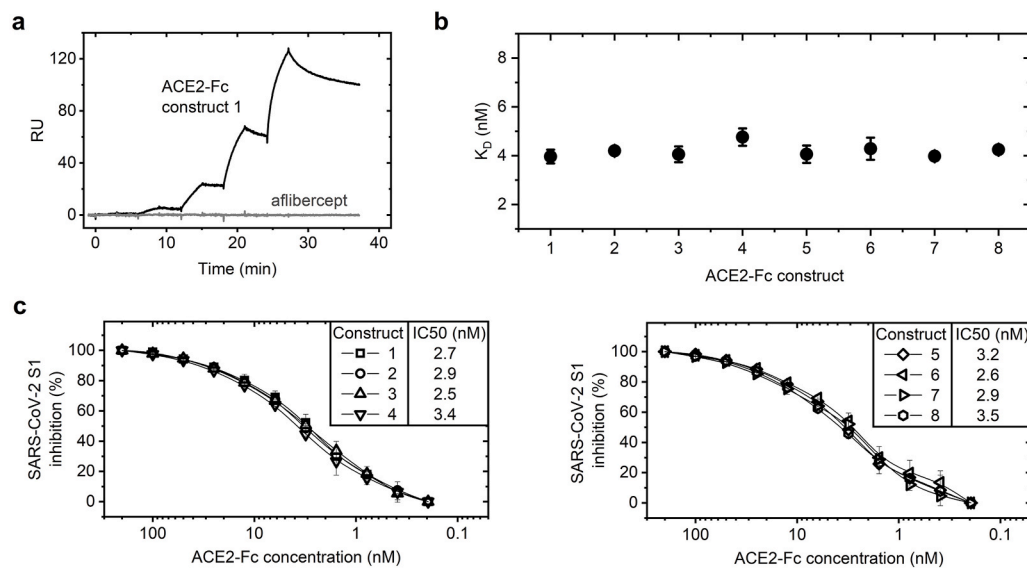 a
RU
120
80
40
0
ACE2-Fc
construct 1
aflibercept
0 10 20 30 40
Time (min)
b
K_D (nM)
8
6
4
2
1 2 3 4 5 6 7 8
ACE2-Fc construct
c
SARS-CoV-2 S1
inhibition (%)
100
80
60
40
20
0
Construct IC50 (nM)
1 2.7
2 2.9
3 2.5
4 3.4
100 10 1 0.1
ACE2-Fc concentration (nM)
SARS-CoV-2 S1
inhibition (%)
100
80
60
40
20
0
Construct IC50 (nM)
5 3.2
6 2.6
7 2.9
8 3.5
100 10 1 0.1
ACE2-Fc concentration (nM)